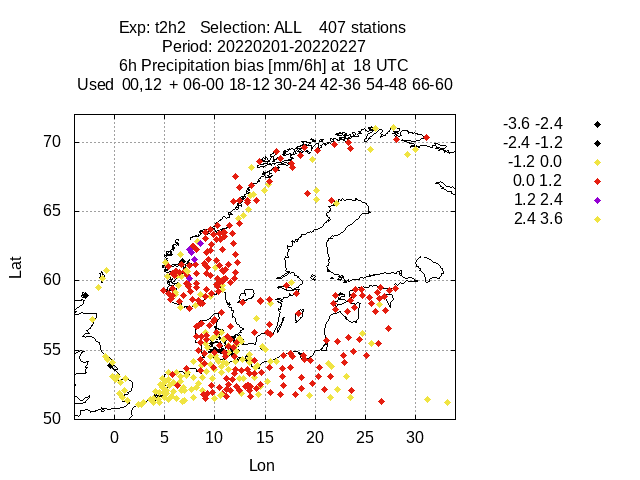 Exp: t2h2 Selection: ALL 407 stations
Period: 20220201-20220227
6h Precipitation bias [mm/6h] at 18 UTC
Used 00,12 + 06-00 18-12 30-24 42-36 54-48 66-60
-3.6 -2.4
-2.4 -1.2
-1.2 0.0
0.0 1.2
1.2 2.4
2.4 3.6
70
65
60
55
50
Lat
0 5 10 15 20 25 30
Lon